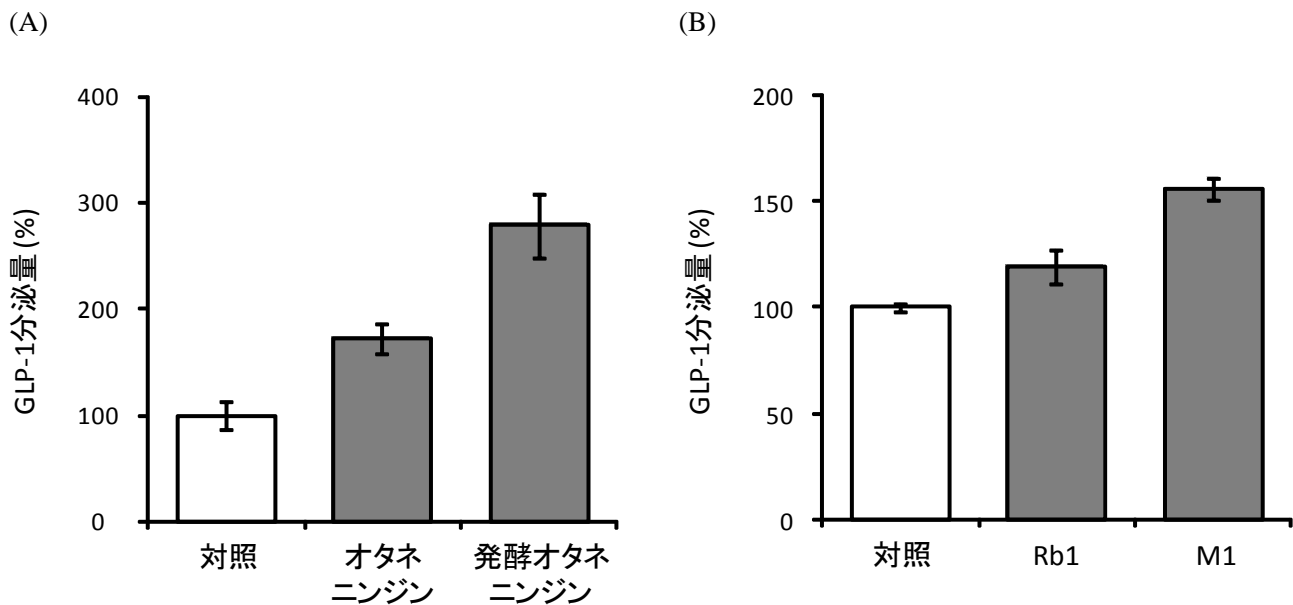 (A)
GLP-1分泌量 (%)
400
300
200
100
0
対照
オタネ
ニンジン
発酵オタネ
ニンジン
(B)
GLP-1分泌量 (%)
200
150
100
50
0
対照
Rb1
M1